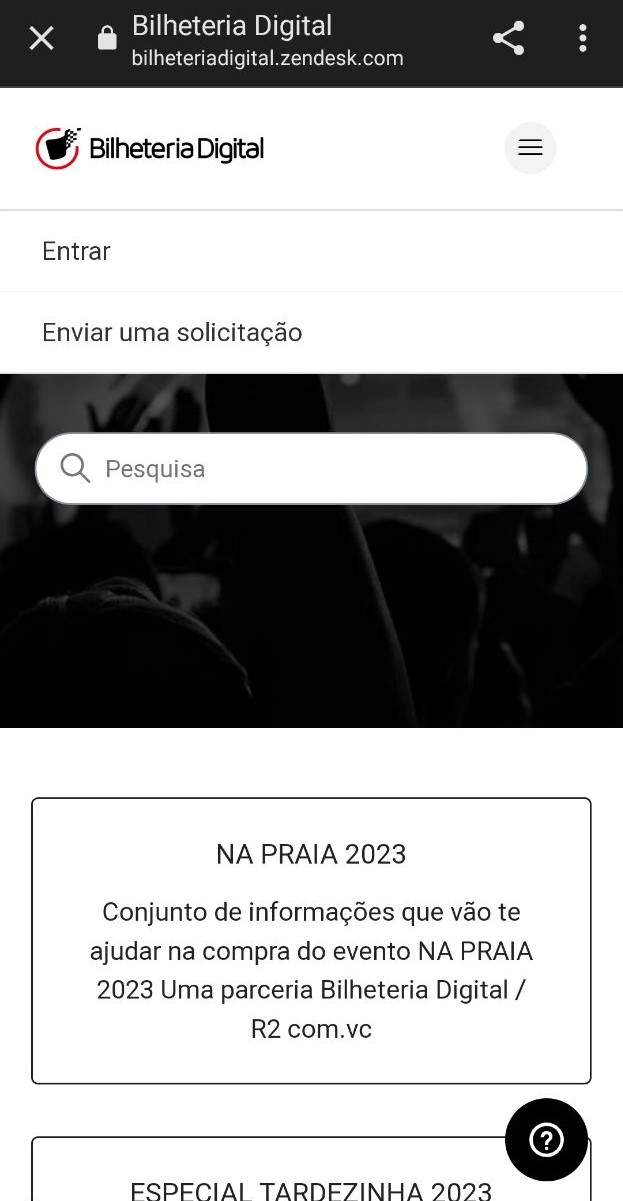 Bilheteria Digital
bilheteriadigital.zendesk.com
Bilheteria Digital
Entrar
Enviar uma solicitação
Pesquisa
NA PRAIA 2023
Conjunto de informações que vão te
ajudar na compra do evento NA PRAIA
2023 Uma parceria Bilheteria Digital /
R2 com.vc
?
ESPECIAL TARDEZINHA 2023